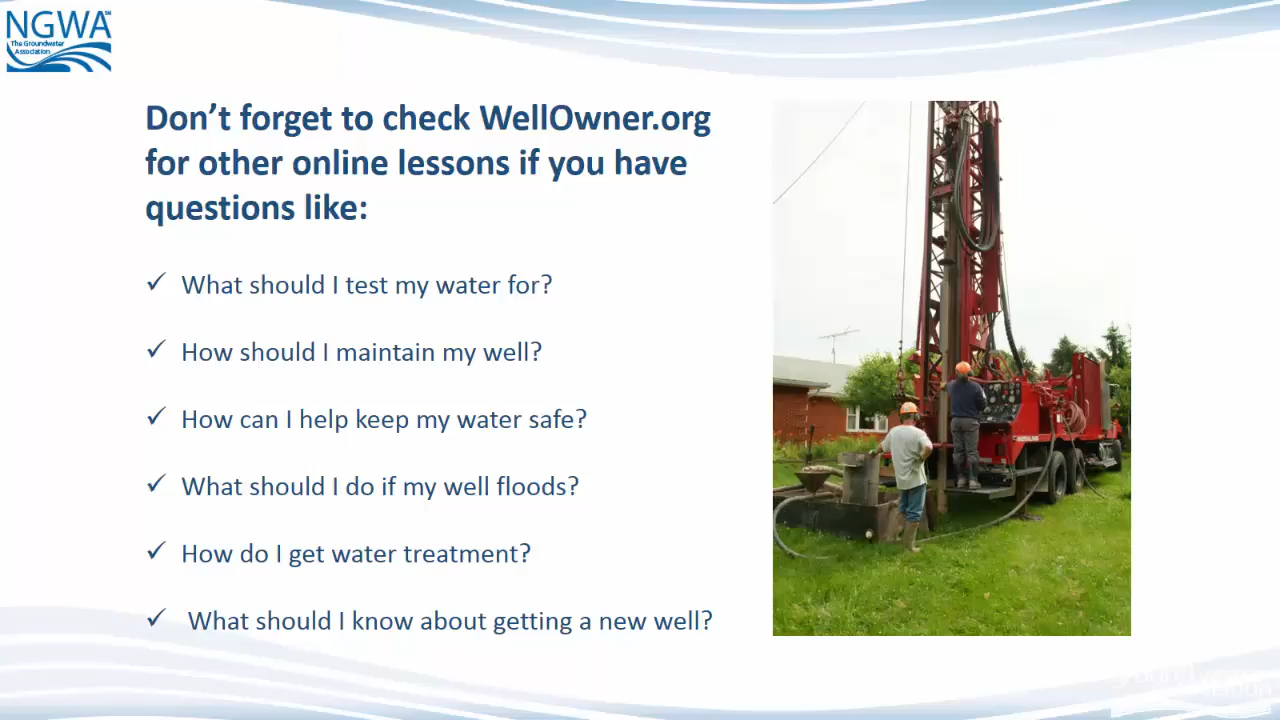 NGWA
The Groundwater
Association
Don't forget to check WellOwner.org
for other online lessons if you have
questions like:
✓ What should I test my water for?
✓ How should I maintain my well?
✓ How can I help keep my water safe?
✓ What should I do if my well floods?
✓ How do I get water treatment?
✓ What should I know about getting a new well?